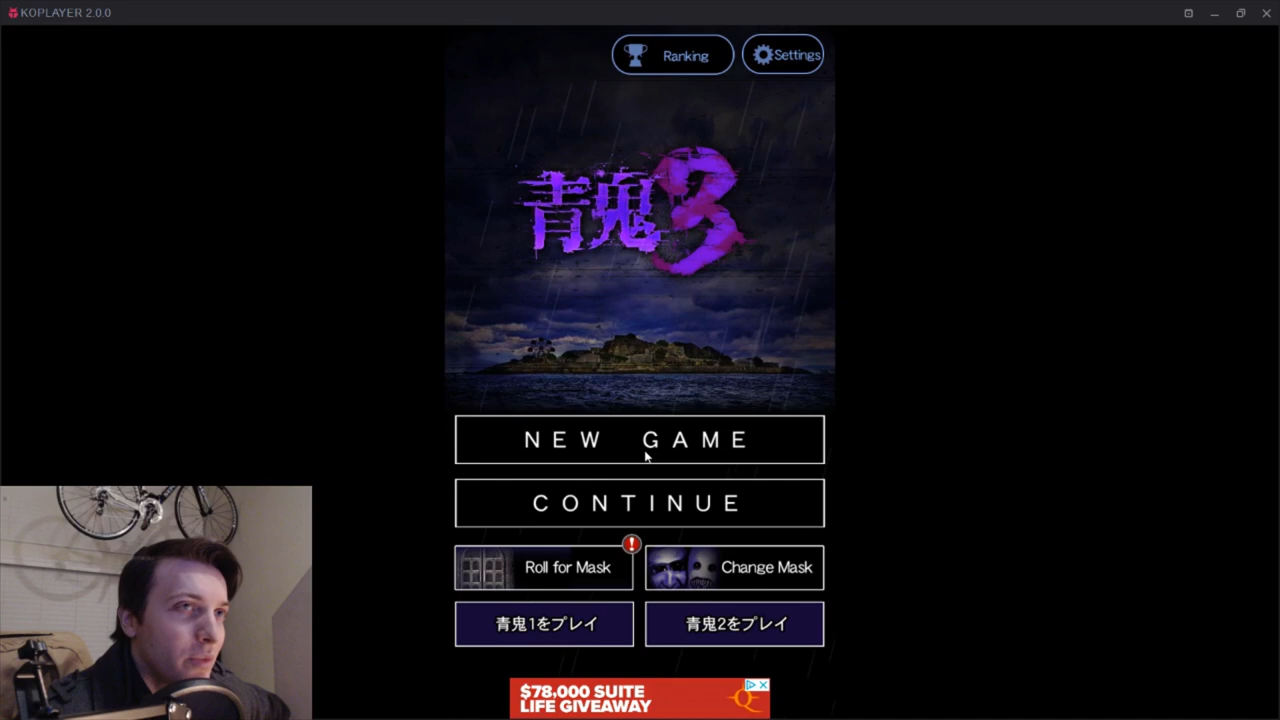 KOPLAYER 2.0.0
Ranking
Settings
青鬼3
NEW GAME
CONTINUE
!
Roll for Mask
Change Mask
青鬼1をプレイ
青鬼2をプレイ
$78,000 SUITE
LIFE GIVEAWAY